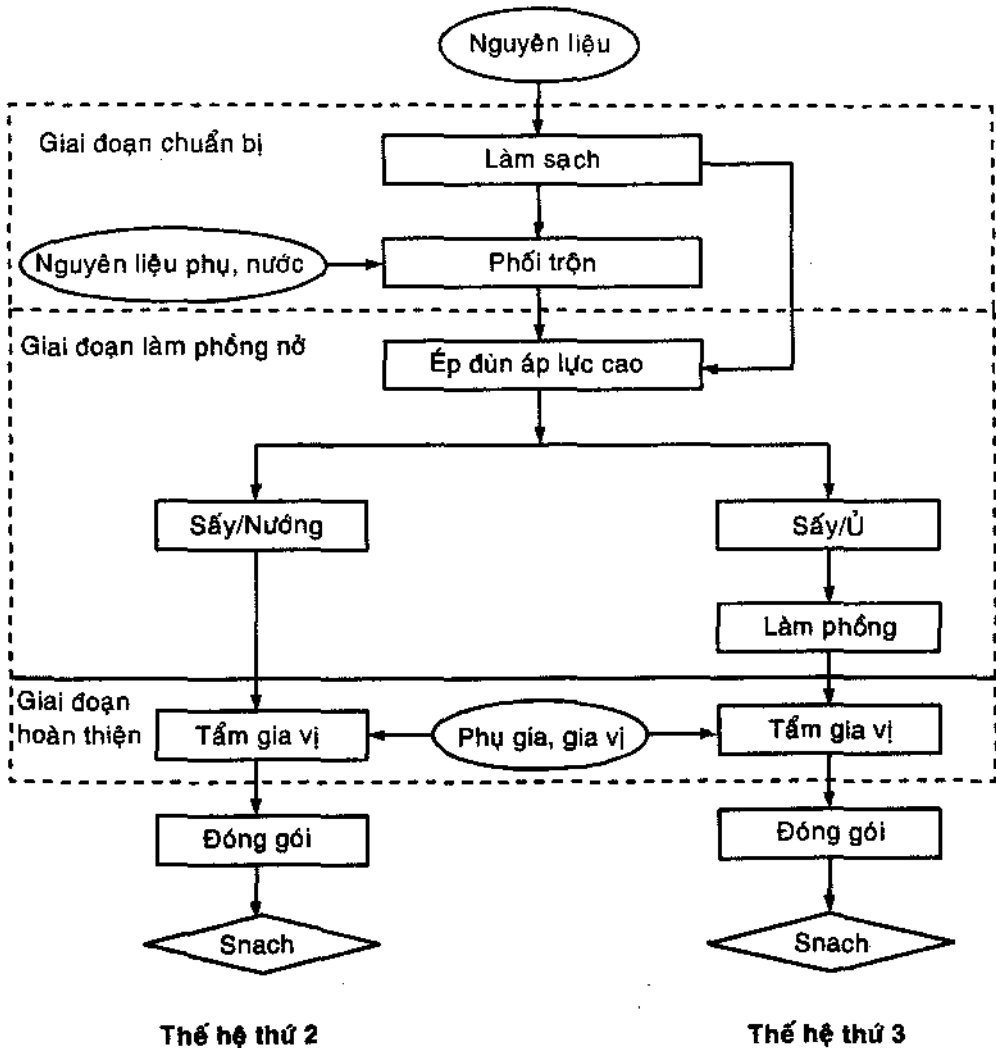 Nguyên liệu
Giai đoạn chuẩn bị
Làm sạch
Nguyên liệu phụ, nước
Phối trộn
Giai đoạn làm phồng nở
Ép đùn áp lực cao
Sấy/Nướng
Sấy/Ủ
Làm phồng
Giai đoạn
hoàn thiện
Tẩm gia vị
Phụ gia, gia vị
Tẩm gia vị
Đóng gói
Đóng gói
Snach
Snach
Thế hệ thứ 2
Thế hệ thứ 3